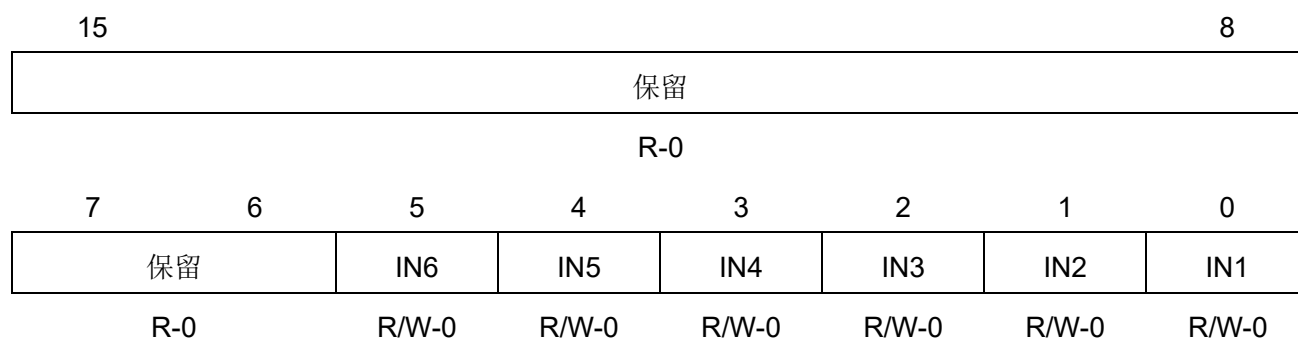 15 8
保留
R-0
7 6 5 4 3 2 1 0
保留 IN6 IN5 IN4 IN3 IN2 IN1
R-0 R/W-0 R/W-0 R/W-0 R/W-0 R/W-0 R/W-0